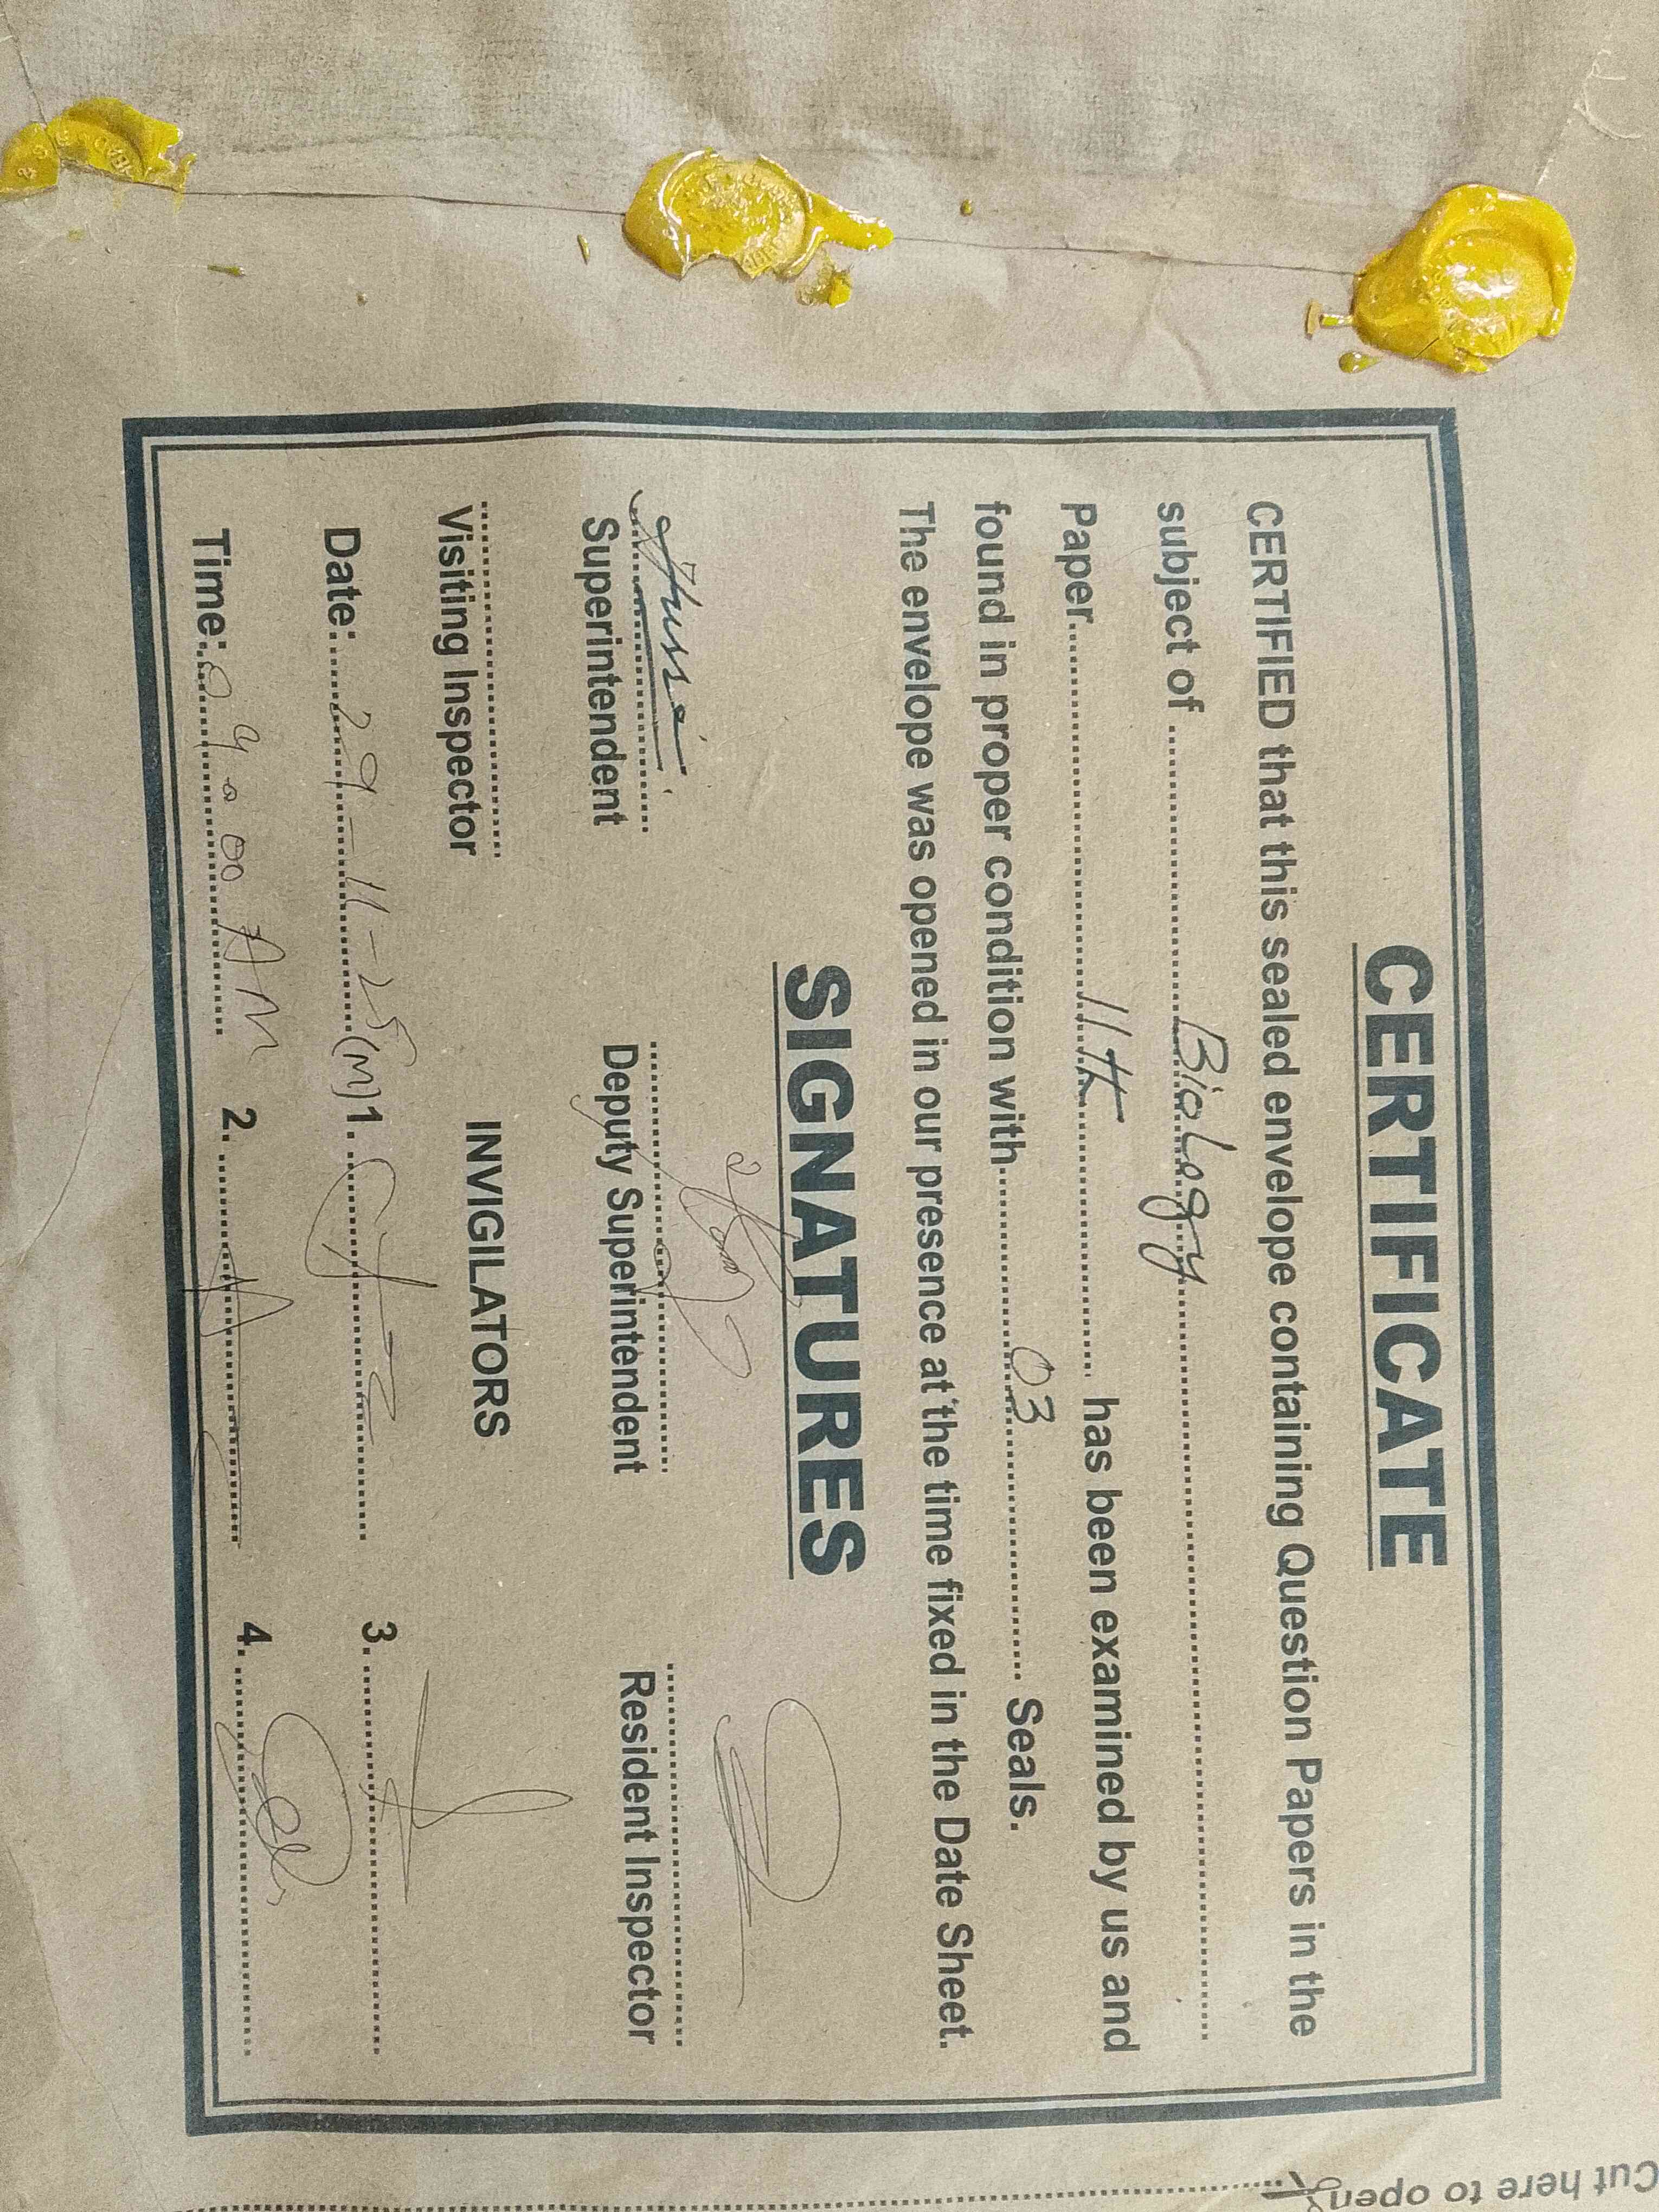 CERTIFICATE
CERTIFIED that this sealed envelope containing Question Papers in the
subject of ........ Biology ........
Paper ........ 11th ........ has been examined by us and
found in proper condition with ........ 03 ........ Seals.
The envelope was opened in our presence at the time fixed in the Date Sheet.
SIGNATURES
Superintendent Deputy Superintendent Resident Inspector
Visiting Inspector INVIGILATORS
Date: 29-11-25 (M) 1. ........ 3. ........
Time: 09:00 AM 2. ........ 4. ........
Cut here to open